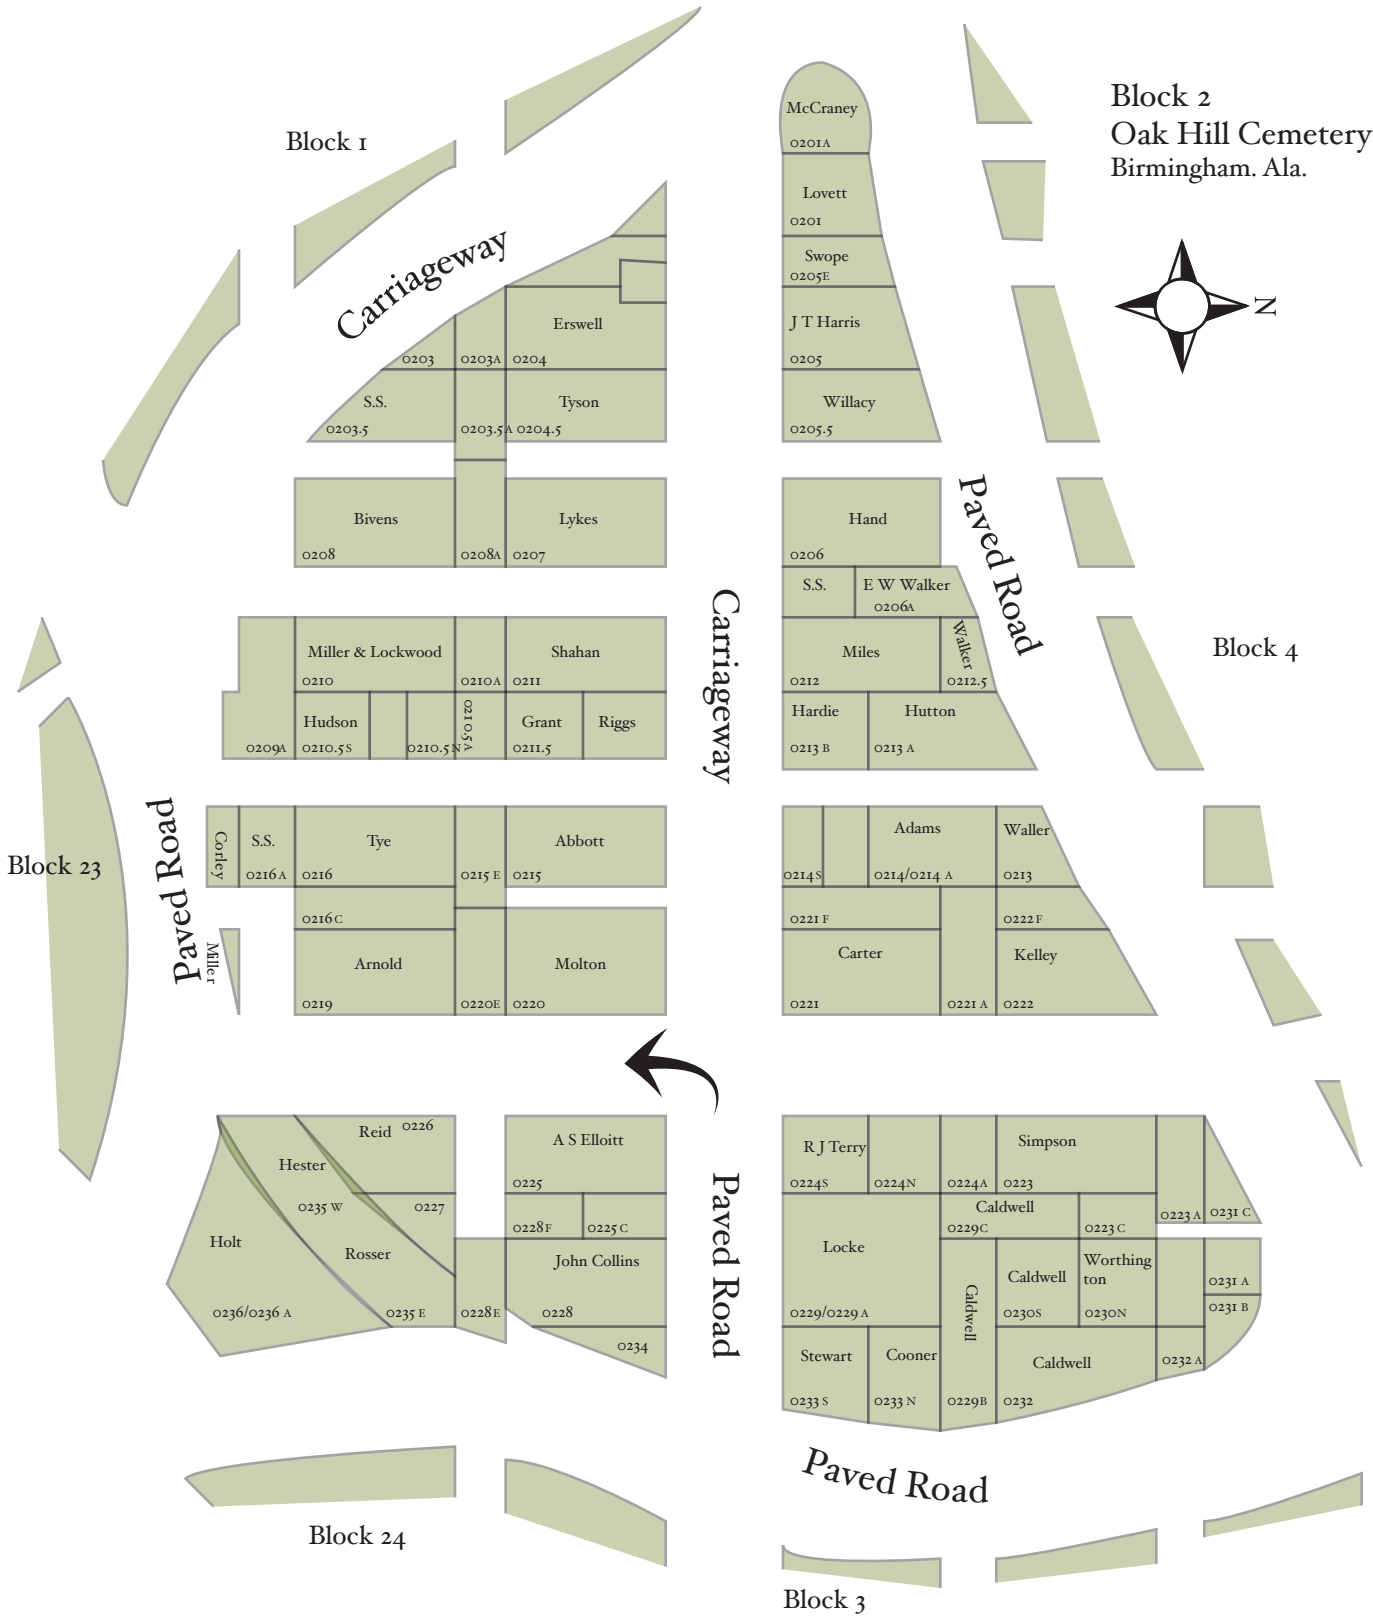 Block 2
Oak Hill Cemetery
Birmingham. Ala.
N
Block 1
Carriageway
McCraney
0201A
Lovett
0201
Swope
0205E
J T Harris
0205
Willacy
0205.5
Erswell
0203
0203A
0204
S.S.
Tyson
0203.5
0203.5A
0204.5
Bivens
Lykes
0208
0208A
0207
Hand
0206
S.S.
E W Walker
0206A
Paved Road
Carriageway
Block 4
Miller & Lockwood
Shahan
0210
0210A
0211
Hudson
Grant
Riggs
0209A
0210.5S
0210.5N
0210.5A
0211.5
Miles
Walker
0212
0212.5
Hardie
Hutton
0213 B
0213 A
Block 23
Paved Road
Corley
S.S.
Tye
Abbott
0216A
0216
0215 E
0215
0216C
Miller
Arnold
Molton
0219
0220E
0220
Adams
Waller
0214S
0214/0214 A
0213
0221 F
0222F
Carter
Kelley
0221
0221 A
0222
Reid
0226
Hester
0235 W
0227
Holt
Rosser
0236/0236 A
0235 E
0228E
A S Elloitt
0225
0228F
0225 C
John Collins
0228
0234
Paved Road
R J Terry
Simpson
0224S
0224N
0224A
0223
0223 A
0231 C
Caldwell
0229C
0223C
Locke
Caldwell
Worthing
ton
0231 A
0229/0229 A
Caldwell
0230S
0230N
0231 B
Stewart
Cooner
Caldwell
0232 A
0233 S
0233 N
0229B
0232
Paved Road
Block 24
Block 3